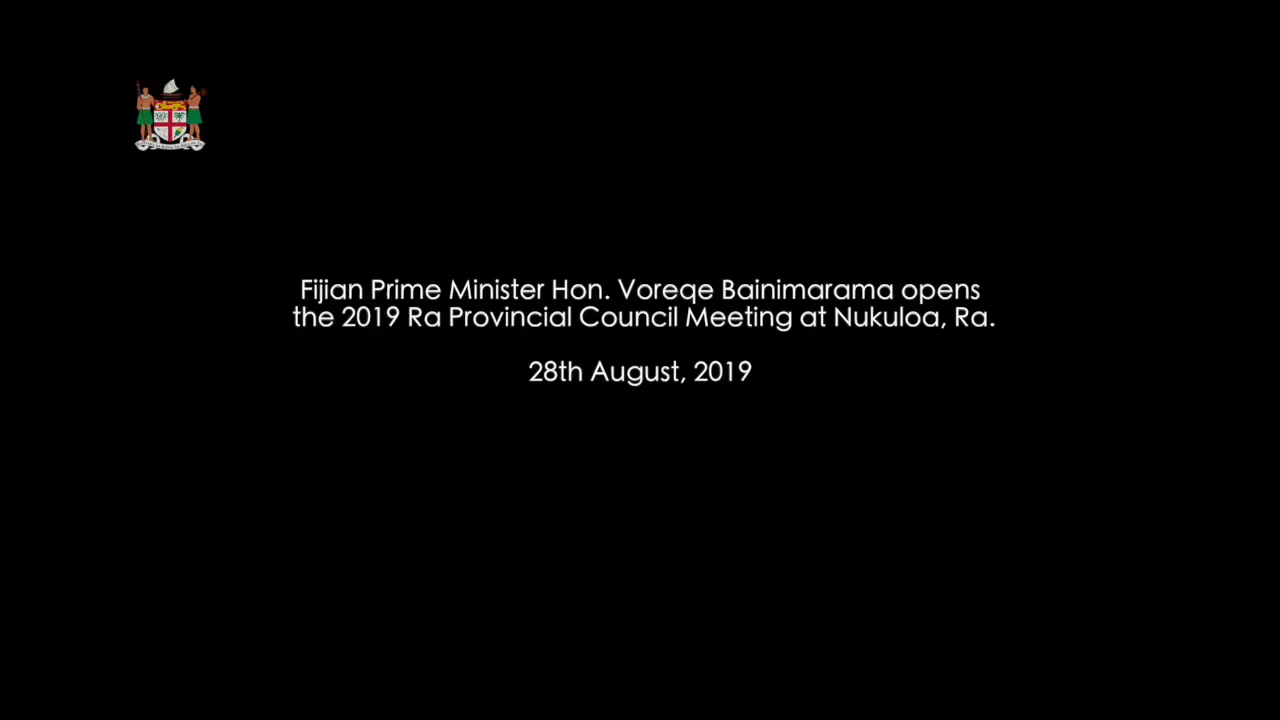 Fijian Prime Minister Hon. Voreqe Bainimarama opens
the 2019 Ra Provincial Council Meeting at Nukuloa, Ra.
28th August, 2019